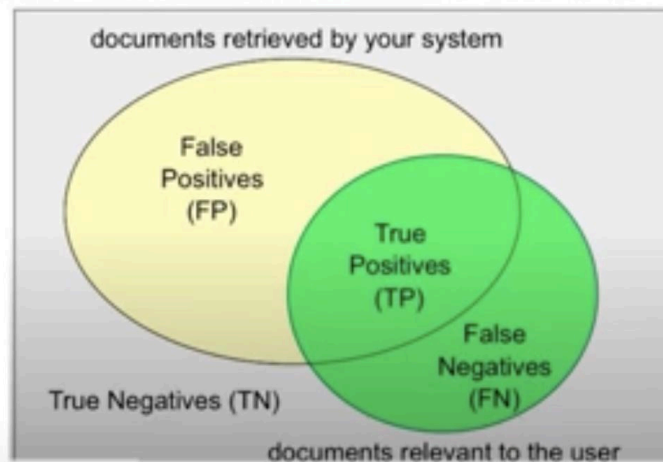 documents retrieved by your system
False
Positives
(FP)
True
Positives
(TP)
False
Negatives
(FN)
True Negatives (TN)
documents relevant to the user